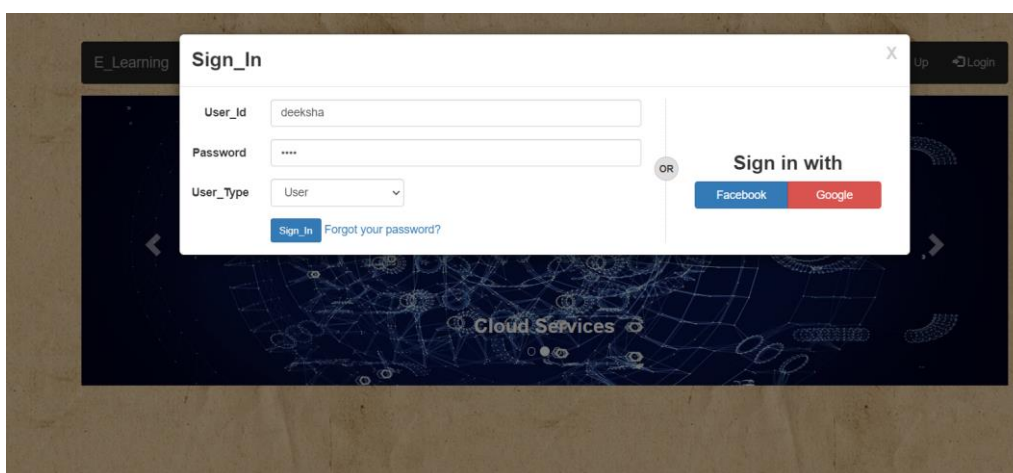 E_Learning
Sign_In
X
Up
Login
User_Id
deeksha
Password
••••
User_Type
User
OR
Sign in with
Facebook
Google
Sign_In
Forgot your password?
Cloud Services